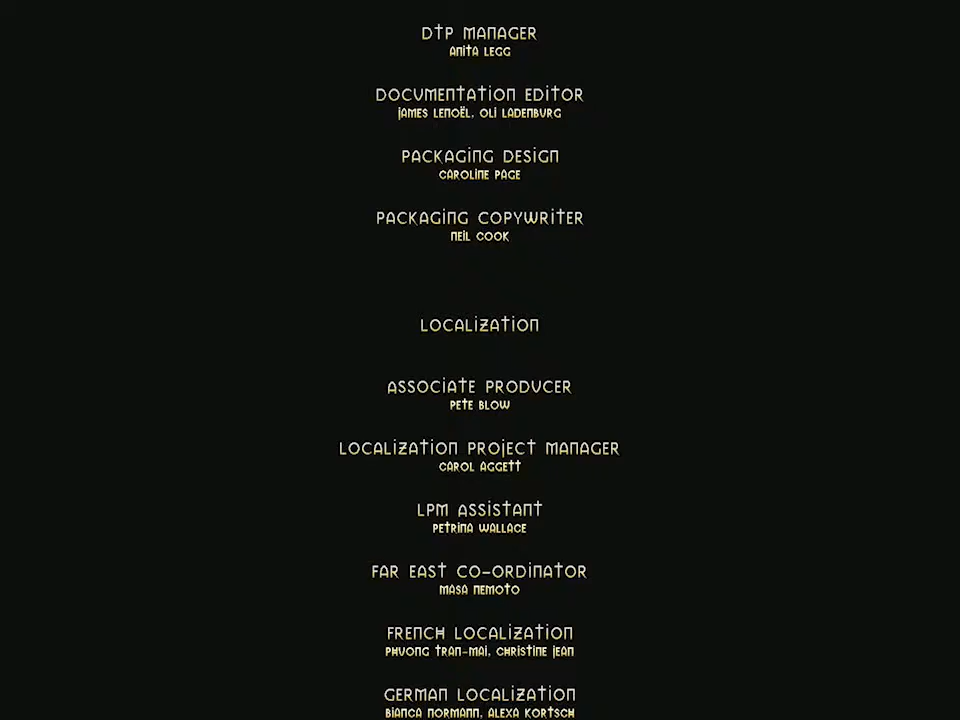 DTP MANAGER
ANITA LEGG
DOCUMENTATION EDITOR
JAMES LENOËL, OLI LADENBURG
PACKAGING DESIGN
CAROLINE PAGE
PACKAGING COPYWRITER
NEIL COOK
LOCALIZATION
ASSOCIATE PRODUCER
PETE BLOW
LOCALIZATION PROJECT MANAGER
CAROL AGGETT
LPM ASSISTANT
PETRINA WALLACE
FAR EAST CO-ORDINATOR
MASA NEMOTO
FRENCH LOCALIZATION
PHUONG TRAN-MAI, CHRISTINE JEAN
GERMAN LOCALIZATION
BIANCA NORMANN, ALEXA KORTSCH